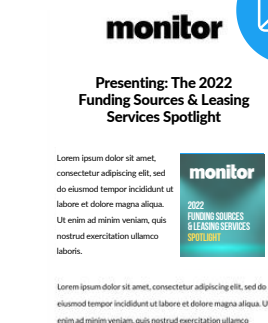 monitor
Presenting: The 2022
Funding Sources & Leasing
Services Spotlight
Lorem ipsum dolor sit amet,
consectetur adipiscing elit, sed
do eiusmod tempor incididunt ut
labore et dolore magna aliqua.
Ut enim ad minim veniam, quis
nostrud exercitation ullamco
laboris.
monitor
2022
FUNDING SOURCES
& LEASING SERVICES
SPOTLIGHT
Lorem ipsum dolor sit amet, consectetur adipiscing elit, sed do
eiusmod tempor incididunt ut labore et dolore magna aliqua. U
enim ad minim veniam, quis nostrud exercitation ullamco